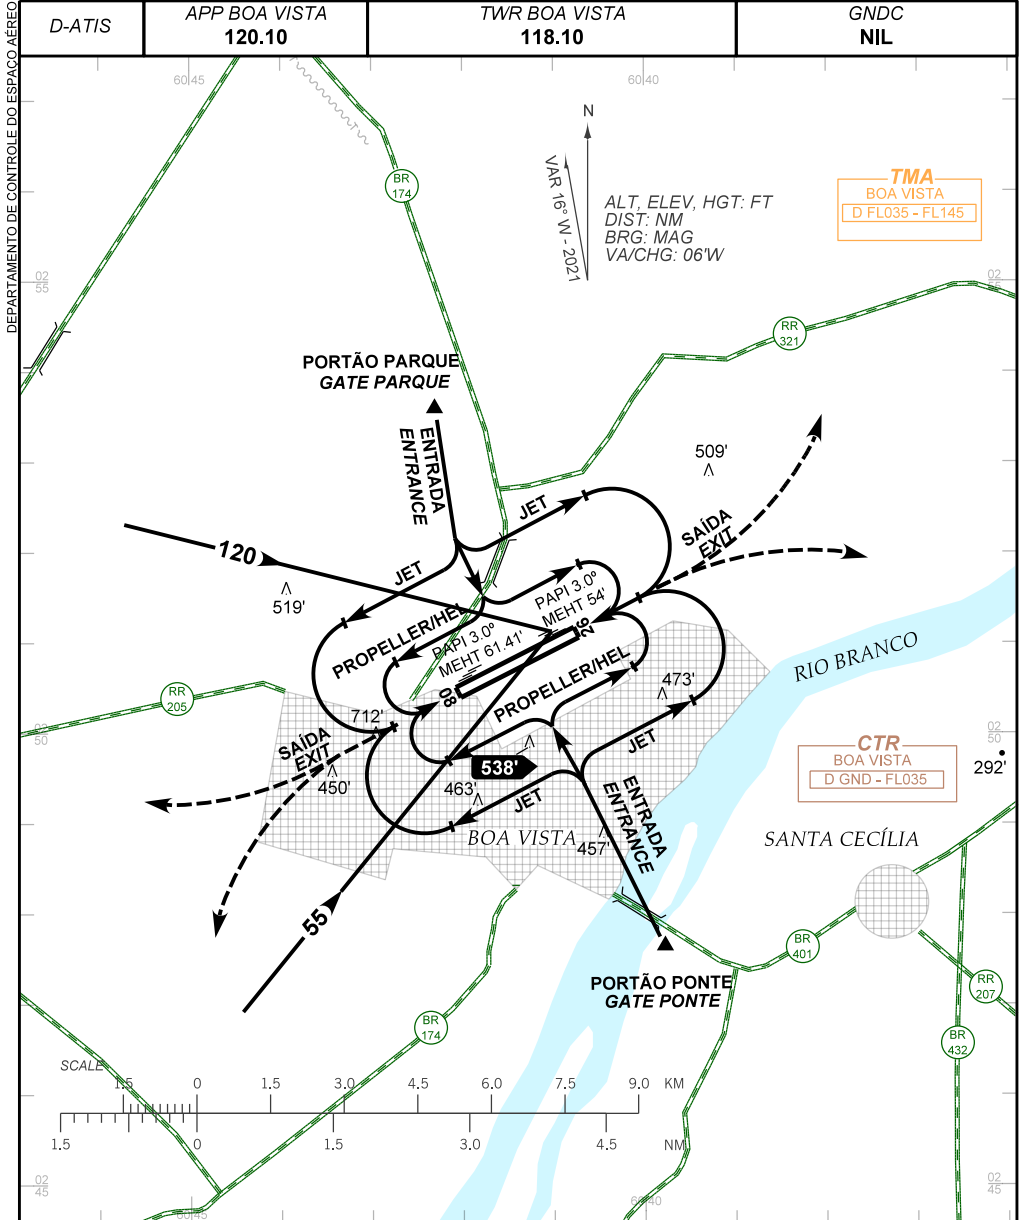 DEPARTAMENTO DE CONTROLE DO ESPAÇO AÉREO
D-ATIS
APP BOA VISTA
120.10
TWR BOA VISTA
118.10
GNDC
NIL
60 45
60 40
N
VAR 16° W - 2021
ALT, ELEV, HGT: FT
DIST: NM
BRG: MAG
VA/CHG: 06'W
TMA
BOA VISTA
D FL035 - FL145
BR
174
02
55
02
55
RR
321
PORTÃO PARQUE
GATE PARQUE
ENTRADA
ENTRANCE
509'
JET
SAÍDA
EXIT
120
JET
519'
PAPI 3.0°
MEHT 54'
PROPELLER/HEL
PAPI 3.0°
MEHT 61.41'
26
08
PROPELLER/HEL
473'
RIO BRANCO
RR
205
02
50
02
50
712'
SAÍDA
EXIT
450'
JET
538'
463'
JET
CTR
BOA VISTA
D GND - FL035
292'
ENTRADA
ENTRANCE
BOA VISTA
457'
SANTA CECÍLIA
55
BR
401
PORTÃO PONTE
GATE PONTE
RR
207
BR
174
BR
432
SCALE
1.5 0 1.5 3.0 4.5 6.0 7.5 9.0 KM
1.5 0 1.5 3.0 4.5 NM
02
45
02
45
60 45
60 40